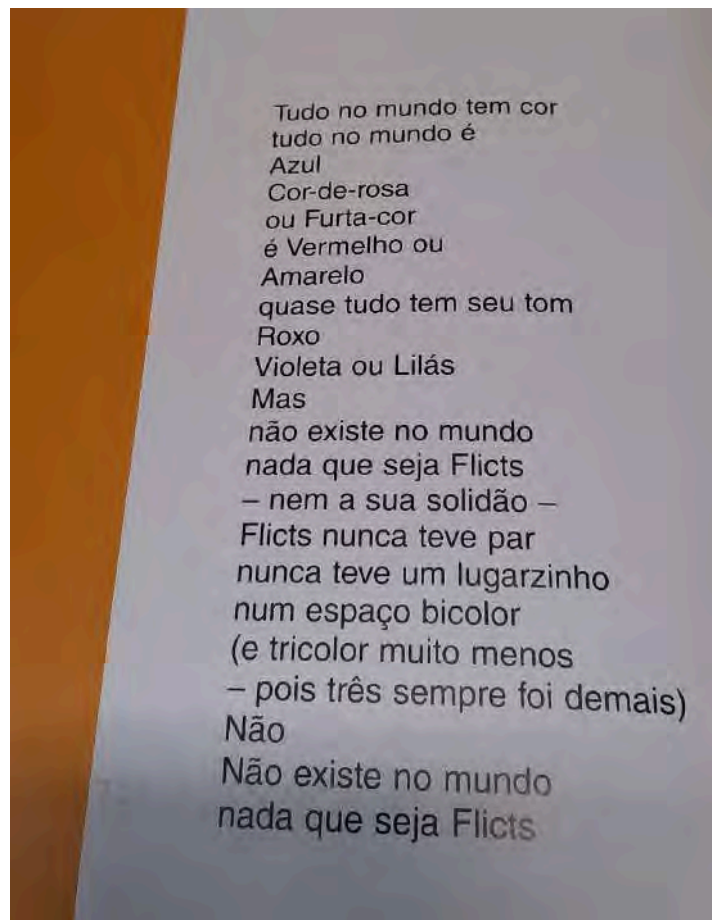 Tudo no mundo tem cor
tudo no mundo é
Azul
Cor-de-rosa
ou Furta-cor
é Vermelho ou
Amarelo
quase tudo tem seu tom
Roxo
Violeta ou Lilás
Mas
não existe no mundo
nada que seja Flicts
– nem a sua solidão –
Flicts nunca teve par
nunca teve um lugarzinho
num espaço bicolor
(e tricolor muito menos
– pois três sempre foi demais)
Não
Não existe no mundo
nada que seja Flicts